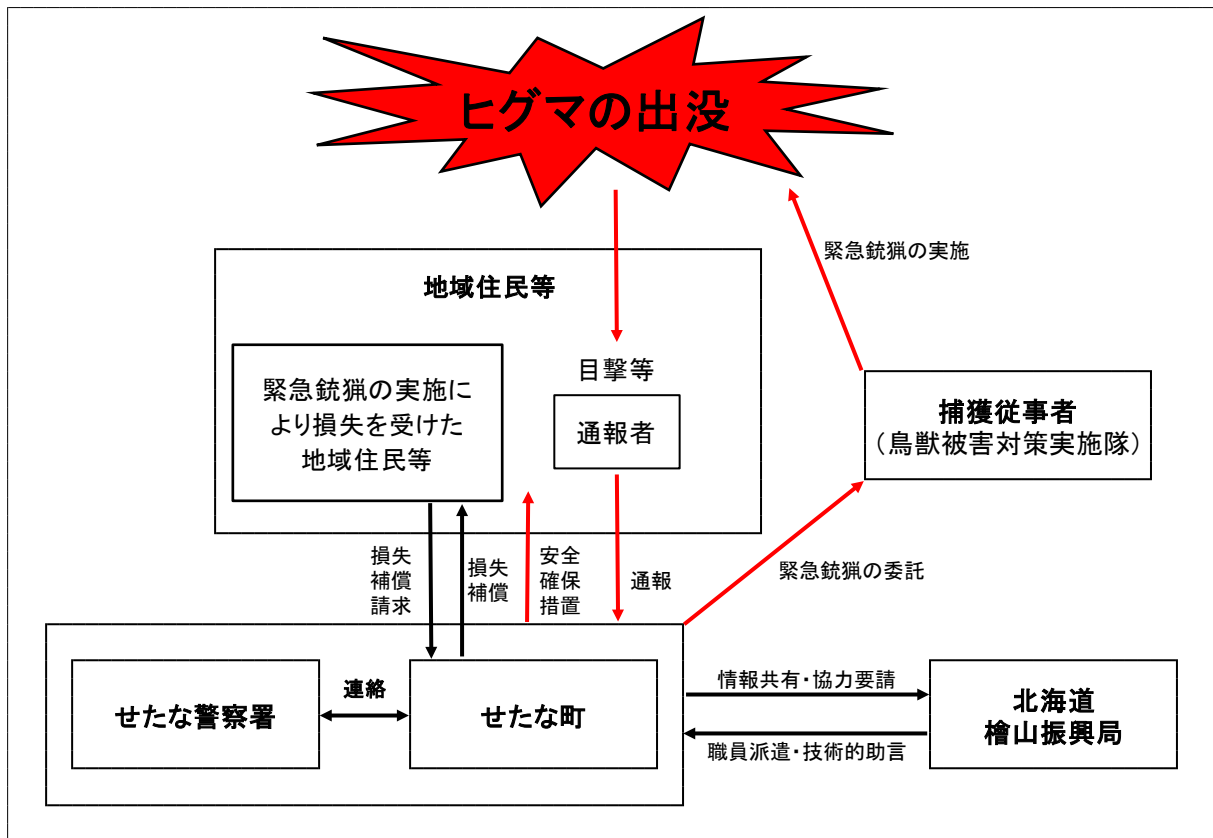 ヒグマの出没
緊急銃猟の実施
地域住民等
目撃等
緊急銃猟の実施に
より損失を受けた
地域住民等
通報者
捕獲従事者
（鳥獣被害対策実施隊）
損失
補償
請求
損失
補償
安全
確保
措置
通報
緊急銃猟の委託
せたな警察署
連絡
せたな町
情報共有・協力要請
職員派遣・技術的助言
北海道
檜山振興局